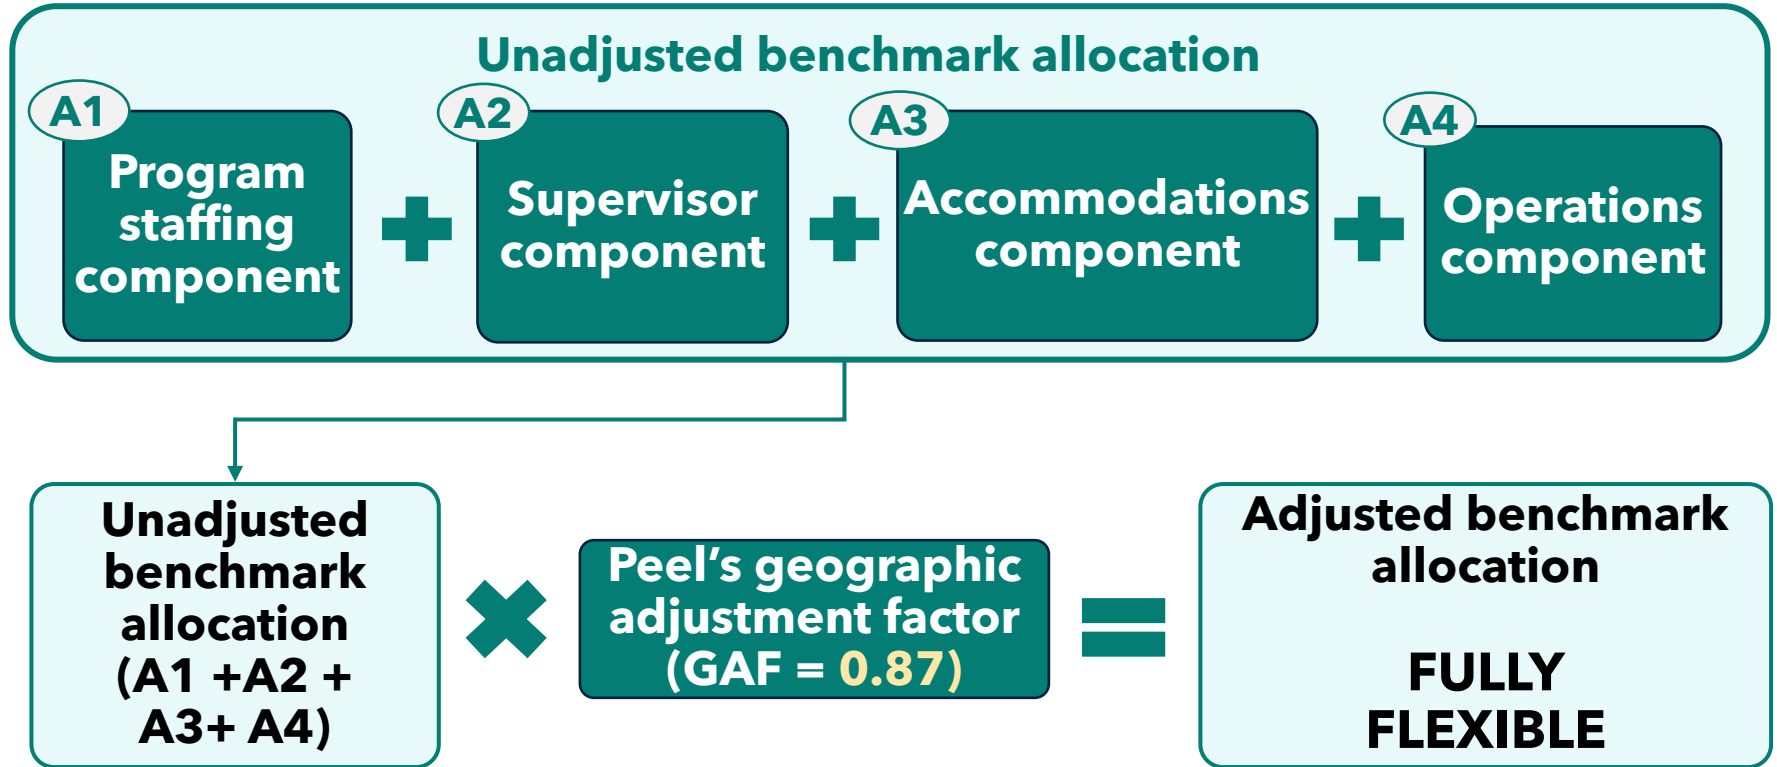 Unadjusted benchmark allocation
A1
Program
staffing
component
A2
Supervisor
component
A3
Accommodations
component
A4
Operations
component
Unadjusted
benchmark
allocation
(A1 +A2 +
A3+ A4)
Peel’s geographic
adjustment factor
(GAF = 0.87)
Adjusted benchmark
allocation
FULLY
FLEXIBLE